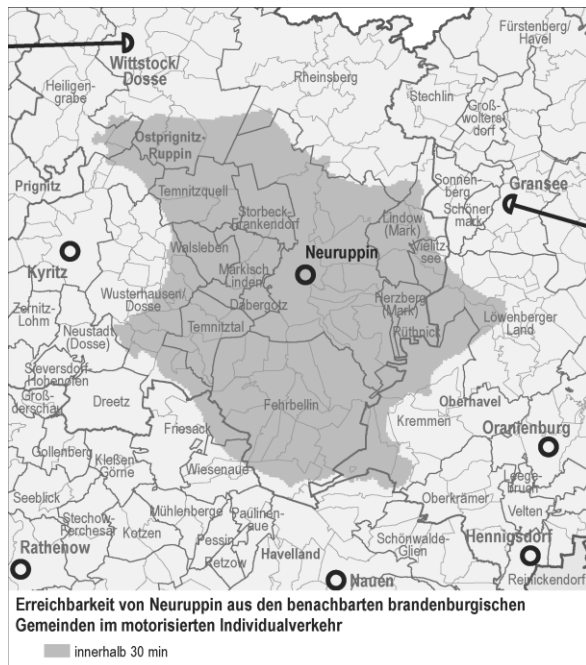 Fürstenberg/
Havel
Wittstock/
Dosse
Rheinsberg
Heiligen-
grabe
Stechlin
Groß-
wolters-
dorf
Ostprignitz-
Ruppin
Prignitz
Temnitzquell
Sonnen-
berg
Gransee
Schöner-
mark
Storbeck-
Frankendorf
Lindow
(Mark)
Vielitz-
see
Walsleben
Neuruppin
Kyritz
Märkisch
Linden
Wusterhausen/
Dosse
Dabergotz
Herzberg
(Mark)
Zernitz-
Lohm
Temnitztal
Rüthnick
Löwenberger
Land
Neustadt
(Dosse)
Sieversdorf-
Hohenofen
Groß-
derschau
Dreetz
Fehrbellin
Oberhavel
Kremmen
Friesack
Oranienburg
Gollenberg
Kleßen-
Görne
Wiesenaue
Leege-
Bruch
Seeblick
Mühlenberge
Oberkrämer
Velten
Stechow-
Ferchesar
Paulinen-
aue
Kotzen
Pessin
Schönwalde-
Glien
Hennigsdorf
Rathenow
Retzow
Havelland
Nauen
Reinickendorf
Erreichbarkeit von Neuruppin aus den benachbarten brandenburgischen
Gemeinden im motorisierten Individualverkehr
innerhalb 30 min